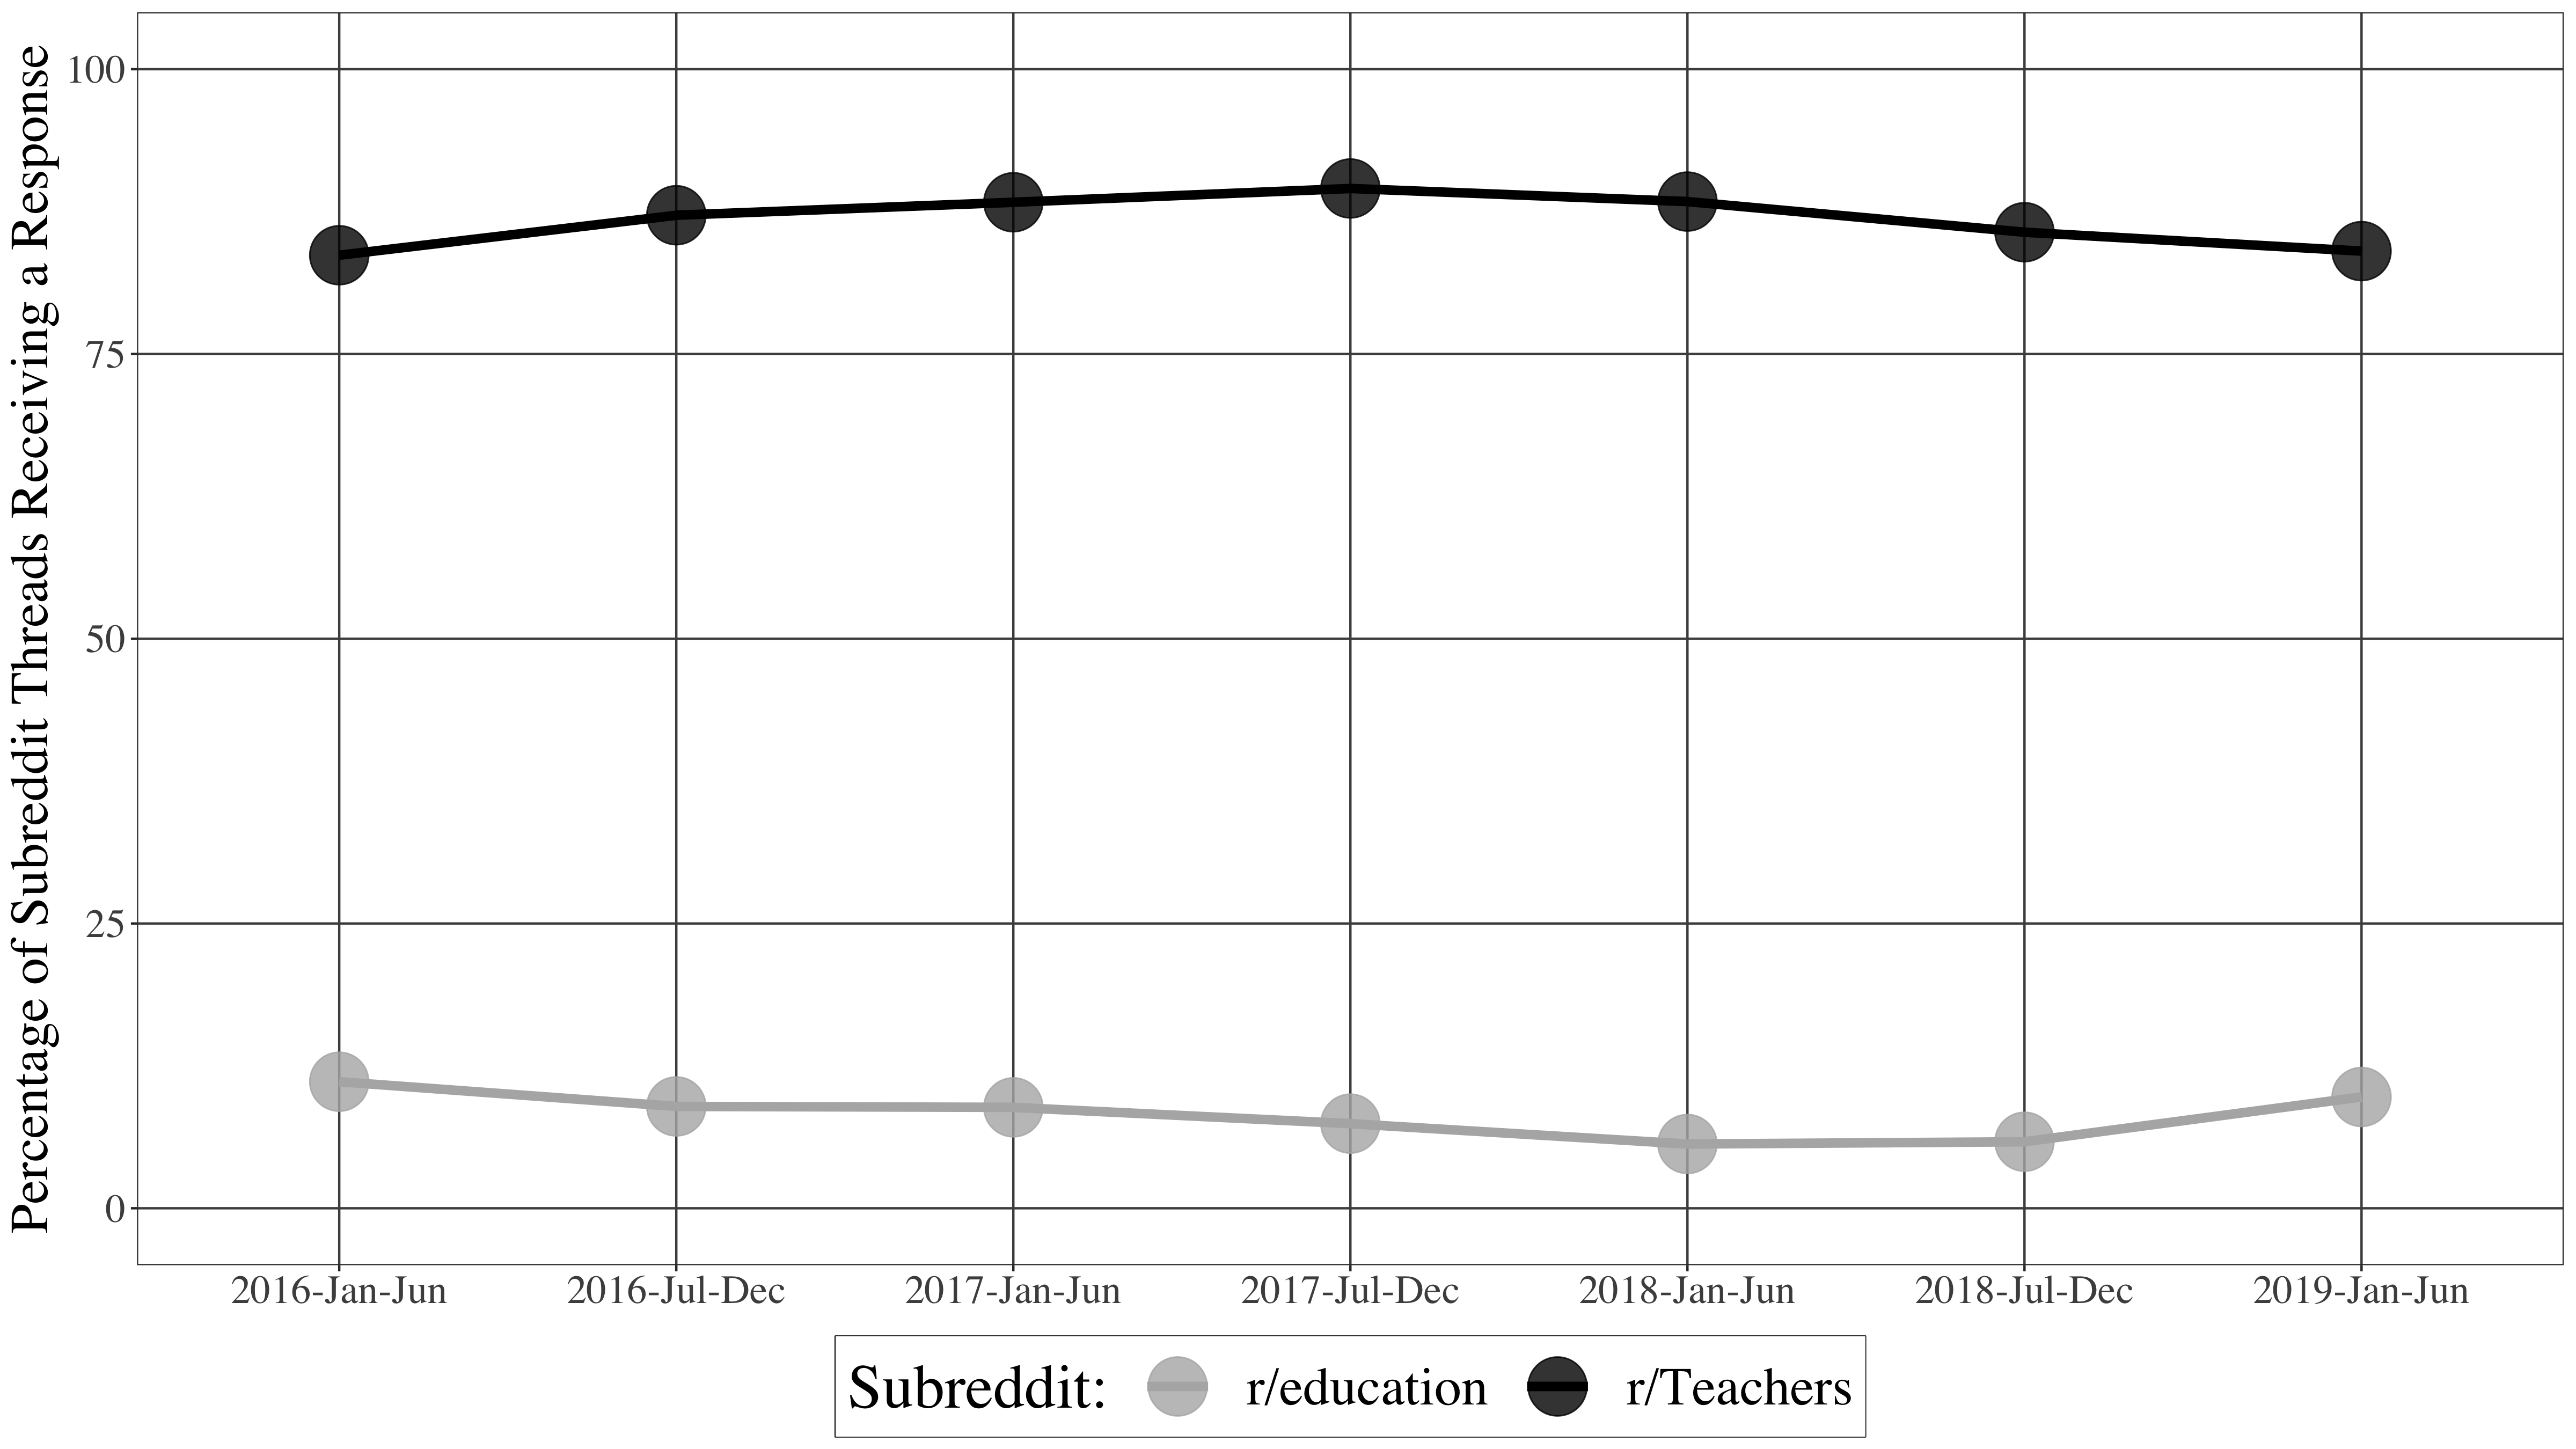 Percentage of Subreddit Threads Receiving a Response
100
75
50
25
0
2016-Jan-Jun 2016-Jul-Dec 2017-Jan-Jun 2017-Jul-Dec 2018-Jan-Jun 2018-Jul-Dec 2019-Jan-Jun
Subreddit: r/education r/Teachers